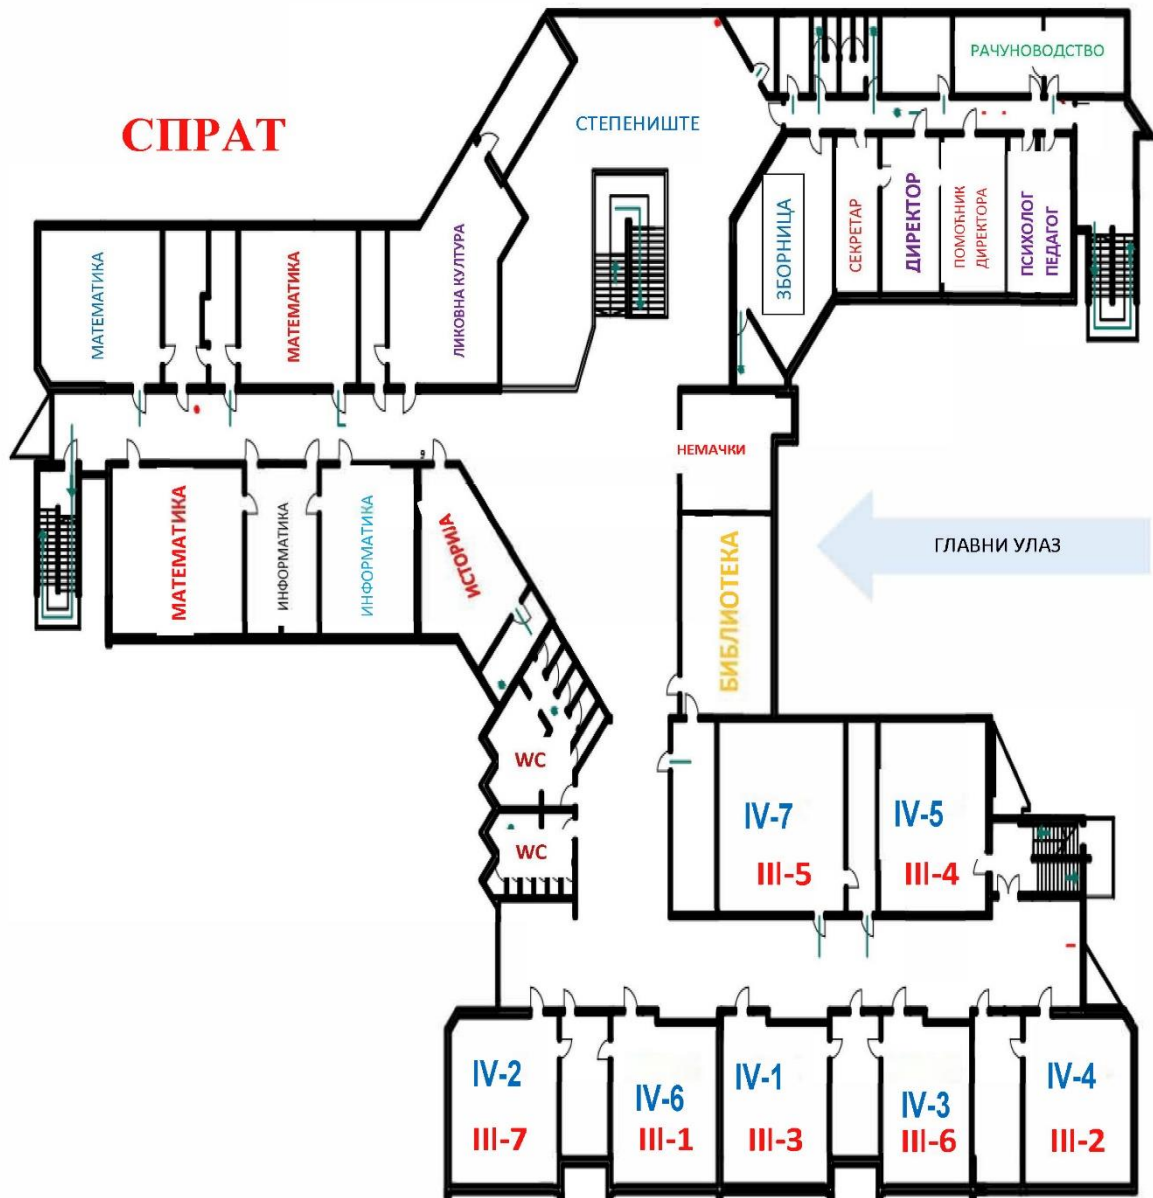 СПРАТ
СТЕПЕНИШТЕ
РАЧУНОВОДСТВО
ЗБОРНИЦА
СЕКРЕТАР
ДИРЕКТОР
ПОМОЋНИК
ДИРЕКТОРА
ПСИХОЛОГ
ПЕДАГОГ
МАТЕМАТИКА
МАТЕМАТИКА
ЛИКОВНА КУЛТУРА
НЕМАЧКИ
9
МАТЕМАТИКА
ИНФОРМАТИКА
ИНФОРМАТИКА
ИСТОРИЈА
БИБЛИОТЕКА
ГЛАВНИ УЛАЗ
WC
WC
IV-7
III-5
IV-5
III-4
IV-2
III-7
IV-6
III-1
IV-1
III-3
IV-3
III-6
IV-4
III-2